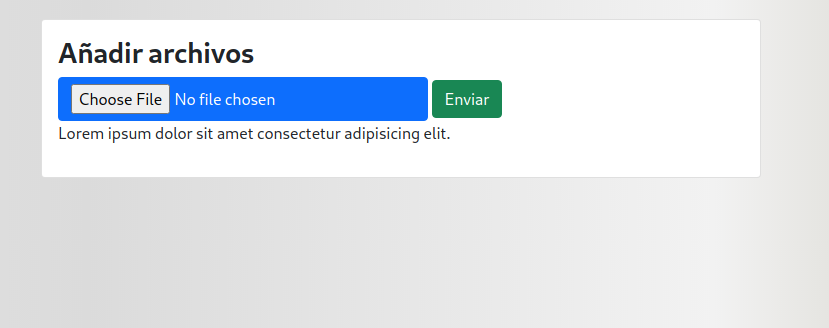 Añadir archivos
Choose File No file chosen Enviar
Lorem ipsum dolor sit amet consectetur adipisicing elit.